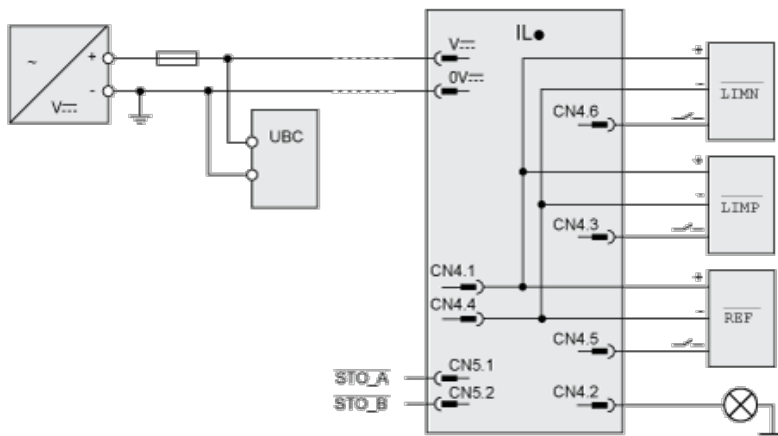 IL●
~
+
-
V⎓
V⎓
0V⎓
UBC
+
-
LIMN
CN4.6
+
-
LIMP
CN4.3
CN4.1
CN4.4
+
-
REF
CN4.5
STO_A
CN5.1
STO_B
CN5.2
CN4.2